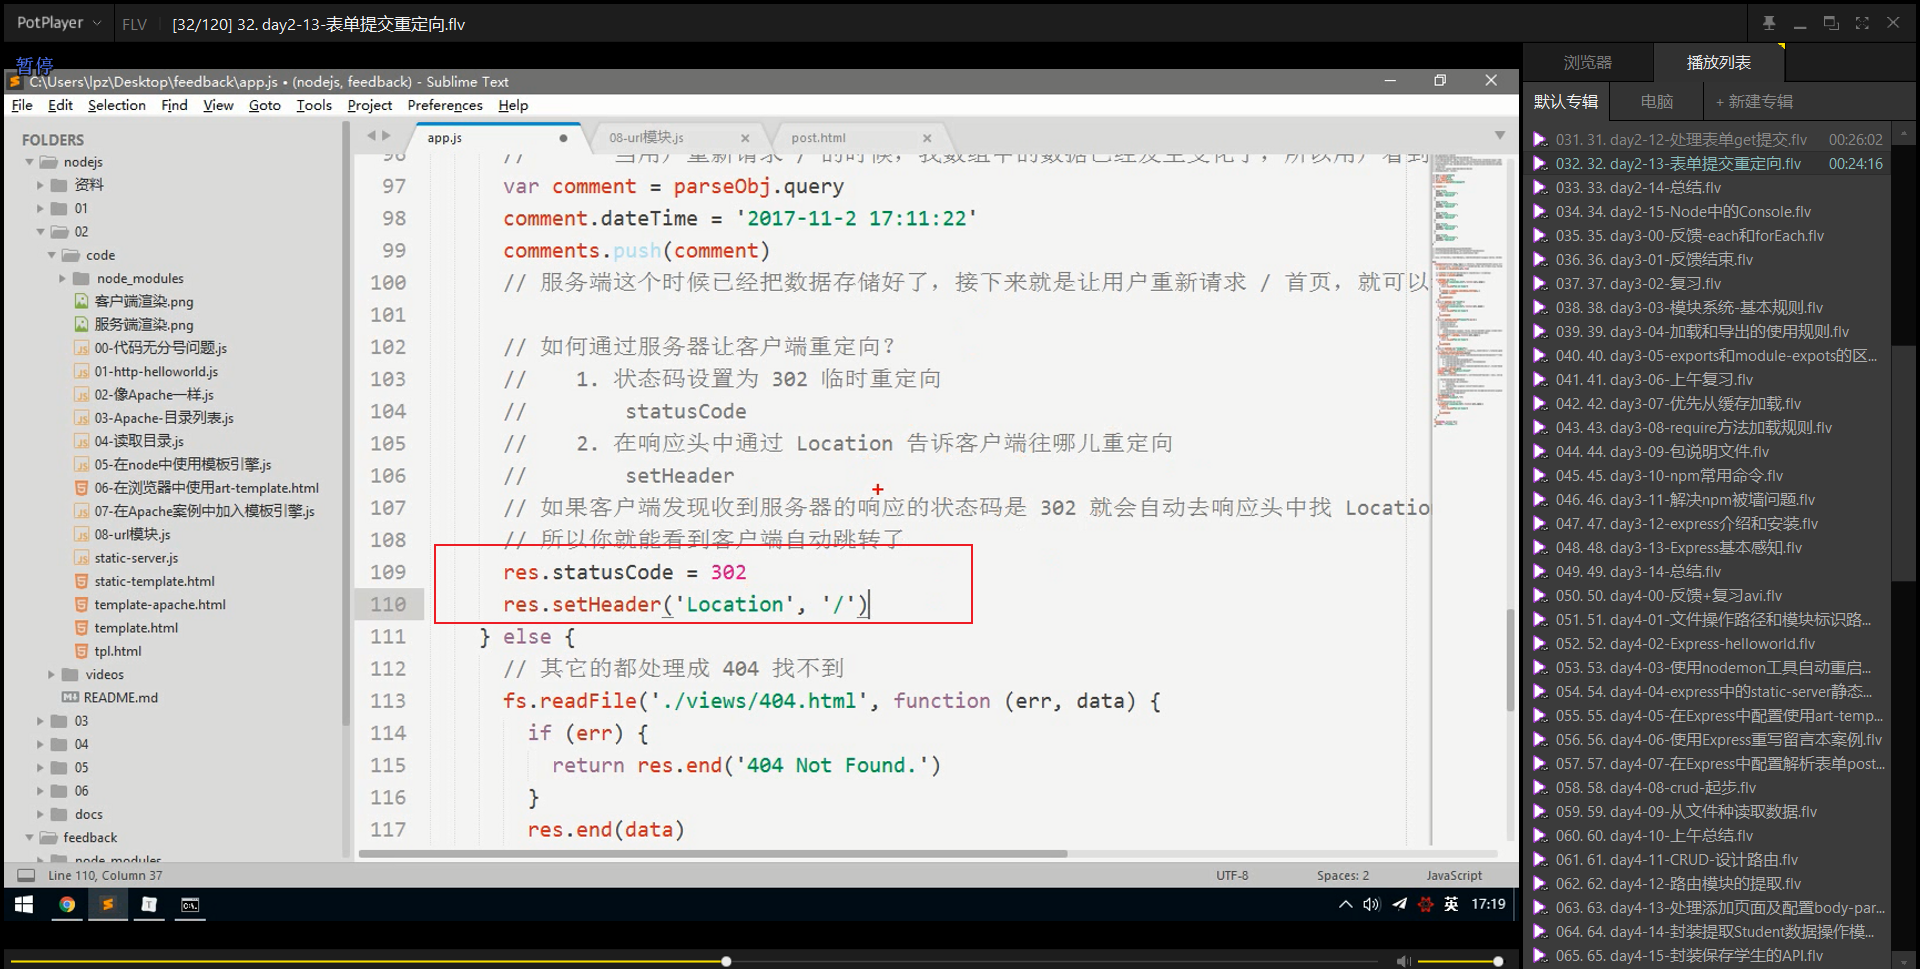 PotPlayer
FLV
[32/120] 32. day2-13-表单提交重定向.flv
暂停
C:\Users\lpz\Desktop\feedback\app.js • (nodejs, feedback) - Sublime Text
File Edit Selection Find View Goto Tools Project Preferences Help
FOLDERS
nodejs
资料
01
02
code
node_modules
客户端渲染.png
服务端渲染.png
00-代码无分号问题.js
01-http-helloworld.js
02-像Apache一样.js
03-Apache-目录列表.js
04-读取目录.js
05-在node中使用模板引擎.js
06-在浏览器中使用art-template.html
07-在Apache案例中加入模板引擎.js
08-url模块.js
static-server.js
static-template.html
template-apache.html
template.html
tpl.html
videos
README.md
03
04
05
06
docs
feedback
node_modules
app.js
08-url模块.js
post.html
96 // 当用户重新请求 / 的时候，我数组中的数据已经发生变化了，所以用户看到
97 var comment = parseObj.query
98 comment.dateTime = '2017-11-2 17:11:22'
99 comments.push(comment)
100 // 服务端这个时候已经把数据存储好了，接下来就是让用户重新请求 / 首页，就可以
101
102 // 如何通过服务器让客户端重定向？
103 // 1. 状态码设置为 302 临时重定向
104 // statusCode
105 // 2. 在响应头中通过 Location 告诉客户端往哪儿重定向
106 // setHeader
107 // 如果客户端发现收到服务器的响应的状态码是 302 就会自动去响应头中找 Locatio
108 // 所以你就能看到客户端自动跳转了
109 res.statusCode = 302
110 res.setHeader('Location', '/')
111 } else {
112 // 其它的都处理成 404 找不到
113 fs.readFile('./views/404.html', function (err, data) {
114 if (err) {
115 return res.end('404 Not Found.')
116 }
117 res.end(data)
Line 110, Column 37
UTF-8
Spaces: 2
JavaScript
英
17:19
浏览器
播放列表
默认专辑
电脑
+ 新建专辑
031. 31. day2-12-处理表单get提交.flv 00:26:02
032. 32. day2-13-表单提交重定向.flv 00:24:16
033. 33. day2-14-总结.flv
034. 34. day2-15-Node中的Console.flv
035. 35. day3-00-反馈-each和forEach.flv
036. 36. day3-01-反馈结束.flv
037. 37. day3-02-复习.flv
038. 38. day3-03-模块系统-基本规则.flv
039. 39. day3-04-加载和导出的使用规则.flv
040. 40. day3-05-exports和module-expots的区...
041. 41. day3-06-上午复习.flv
042. 42. day3-07-优先从缓存加载.flv
043. 43. day3-08-require方法加载规则.flv
044. 44. day3-09-包说明文件.flv
045. 45. day3-10-npm常用命令.flv
046. 46. day3-11-解决npm被墙问题.flv
047. 47. day3-12-express介绍和安装.flv
048. 48. day3-13-Express基本感知.flv
049. 49. day3-14-总结.flv
050. 50. day4-00-反馈+复习avi.flv
051. 51. day4-01-文件操作路径和模块标识路...
052. 52. day4-02-Express-helloworld.flv
053. 53. day4-03-使用nodemon工具自动重启...
054. 54. day4-04-express中的static-server静态...
055. 55. day4-05-在Express中配置使用art-temp...
056. 56. day4-06-使用Express重写留言本案例.flv
057. 57. day4-07-在Express中配置解析表单post...
058. 58. day4-08-crud-起步.flv
059. 59. day4-09-从文件种读取数据.flv
060. 60. day4-10-上午总结.flv
061. 61. day4-11-CRUD-设计路由.flv
062. 62. day4-12-路由模块的提取.flv
063. 63. day4-13-处理添加页面及配置body-par...
064. 64. day4-14-封装提取Student数据操作模...
065. 65. day4-15-封装保存学生的API.flv